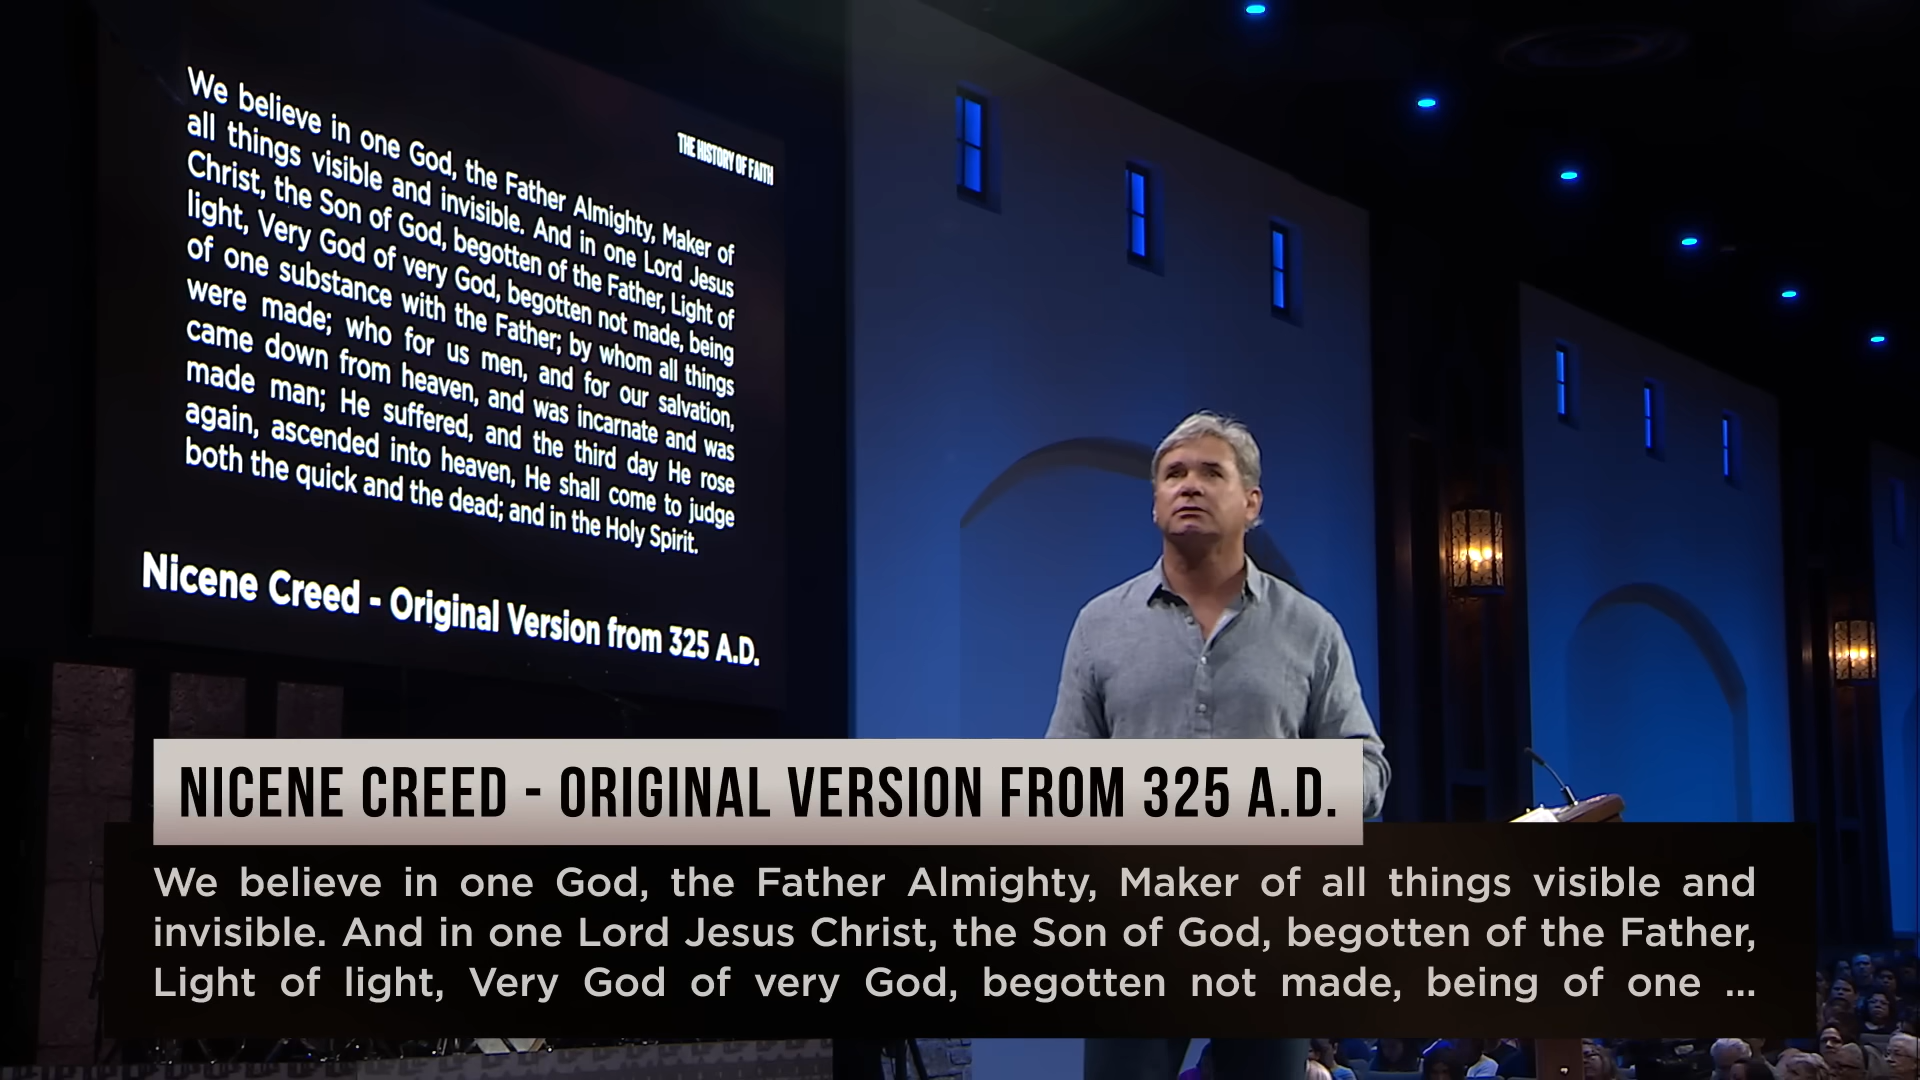 THE HISTORY OF FAITH
We believe in one God, the Father Almighty, Maker of
all things visible and invisible. And in one Lord Jesus
Christ, the Son of God, begotten of the Father, Light of
light, Very God of very God, begotten not made, being
of one substance with the Father; by whom all things
were made; who for us men, and for our salvation,
came down from heaven, and was incarnate and was
made man; He suffered, and the third day He rose
again, ascended into heaven, He shall come to judge
both the quick and the dead; and in the Holy Spirit.
Nicene Creed - Original Version from 325 A.D.
NICENE CREED - ORIGINAL VERSION FROM 325 A.D.
We believe in one God, the Father Almighty, Maker of all things visible and
invisible. And in one Lord Jesus Christ, the Son of God, begotten of the Father,
Light of light, Very God of very God, begotten not made, being of one ...